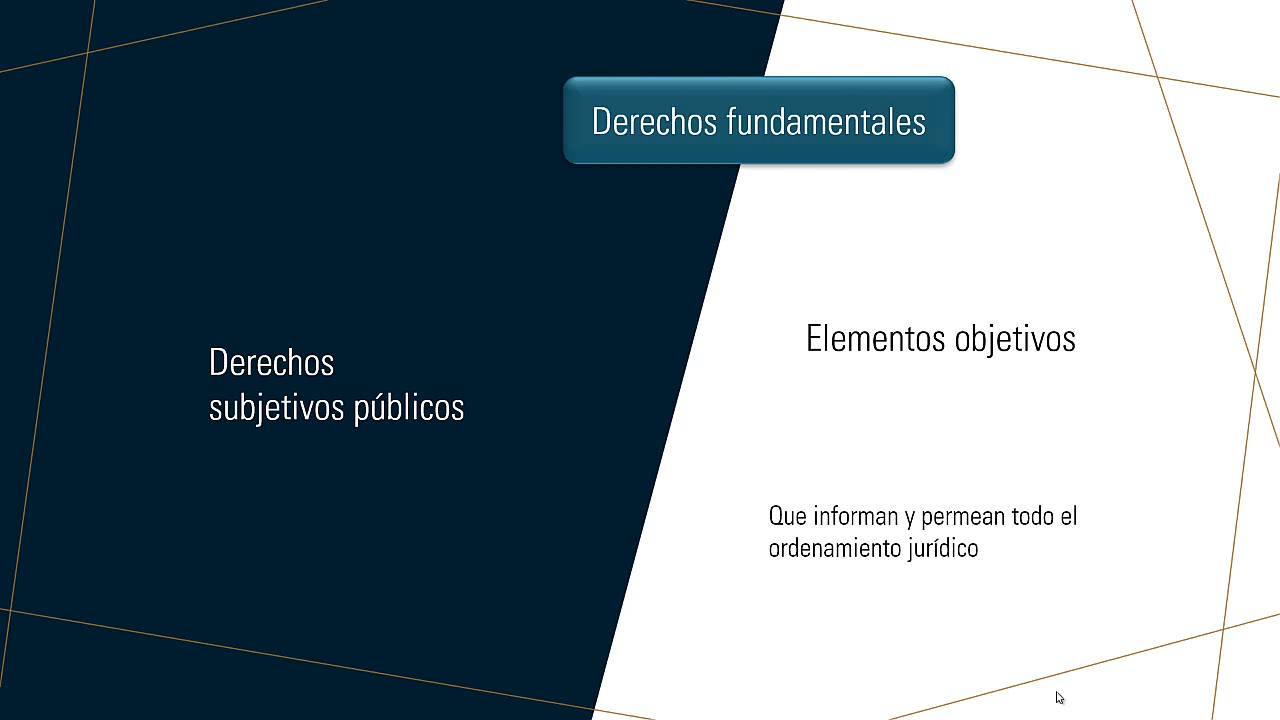 Derechos fundamentales
Derechos
subjetivos públicos
Elementos objetivos
Que informan y permean todo el
ordenamiento jurídico